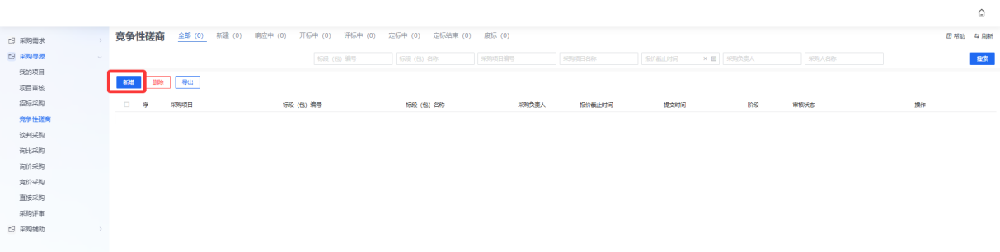 竞争性磋商 全部 (0) 新建 (0) 响应中 (0) 开标中 (0) 评标中 (0) 定标中 (0) 定标结束 (0) 废标 (0)
帮助 刷新
标段（包）编号 标段（包）名称 采购项目编号 采购项目名称 报价截止时间 采购负责人 采购人名称 搜索
新增 删除 导出
序 采购项目 标段（包）编号 标段（包）名称 采购负责人 报价截止时间 提交时间 阶段 审核状态 操作
采购需求
采购寻源
我的项目
项目审核
招标采购
竞争性磋商
谈判采购
询比采购
询价采购
竞价采购
直接采购
采购评审
采购辅助